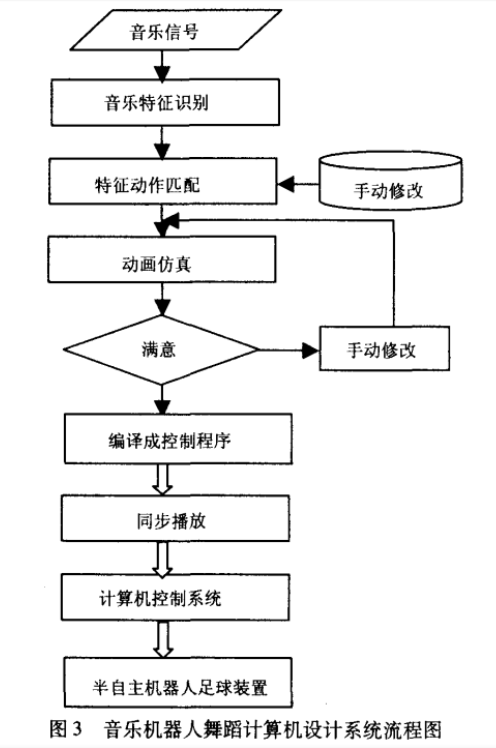 音乐信号
音乐特征识别
特征动作匹配
手动修改
动画仿真
满意
手动修改
编译成控制程序
同步播放
计算机控制系统
半自主机器人足球装置
图3 音乐机器人舞蹈计算机设计系统流程图